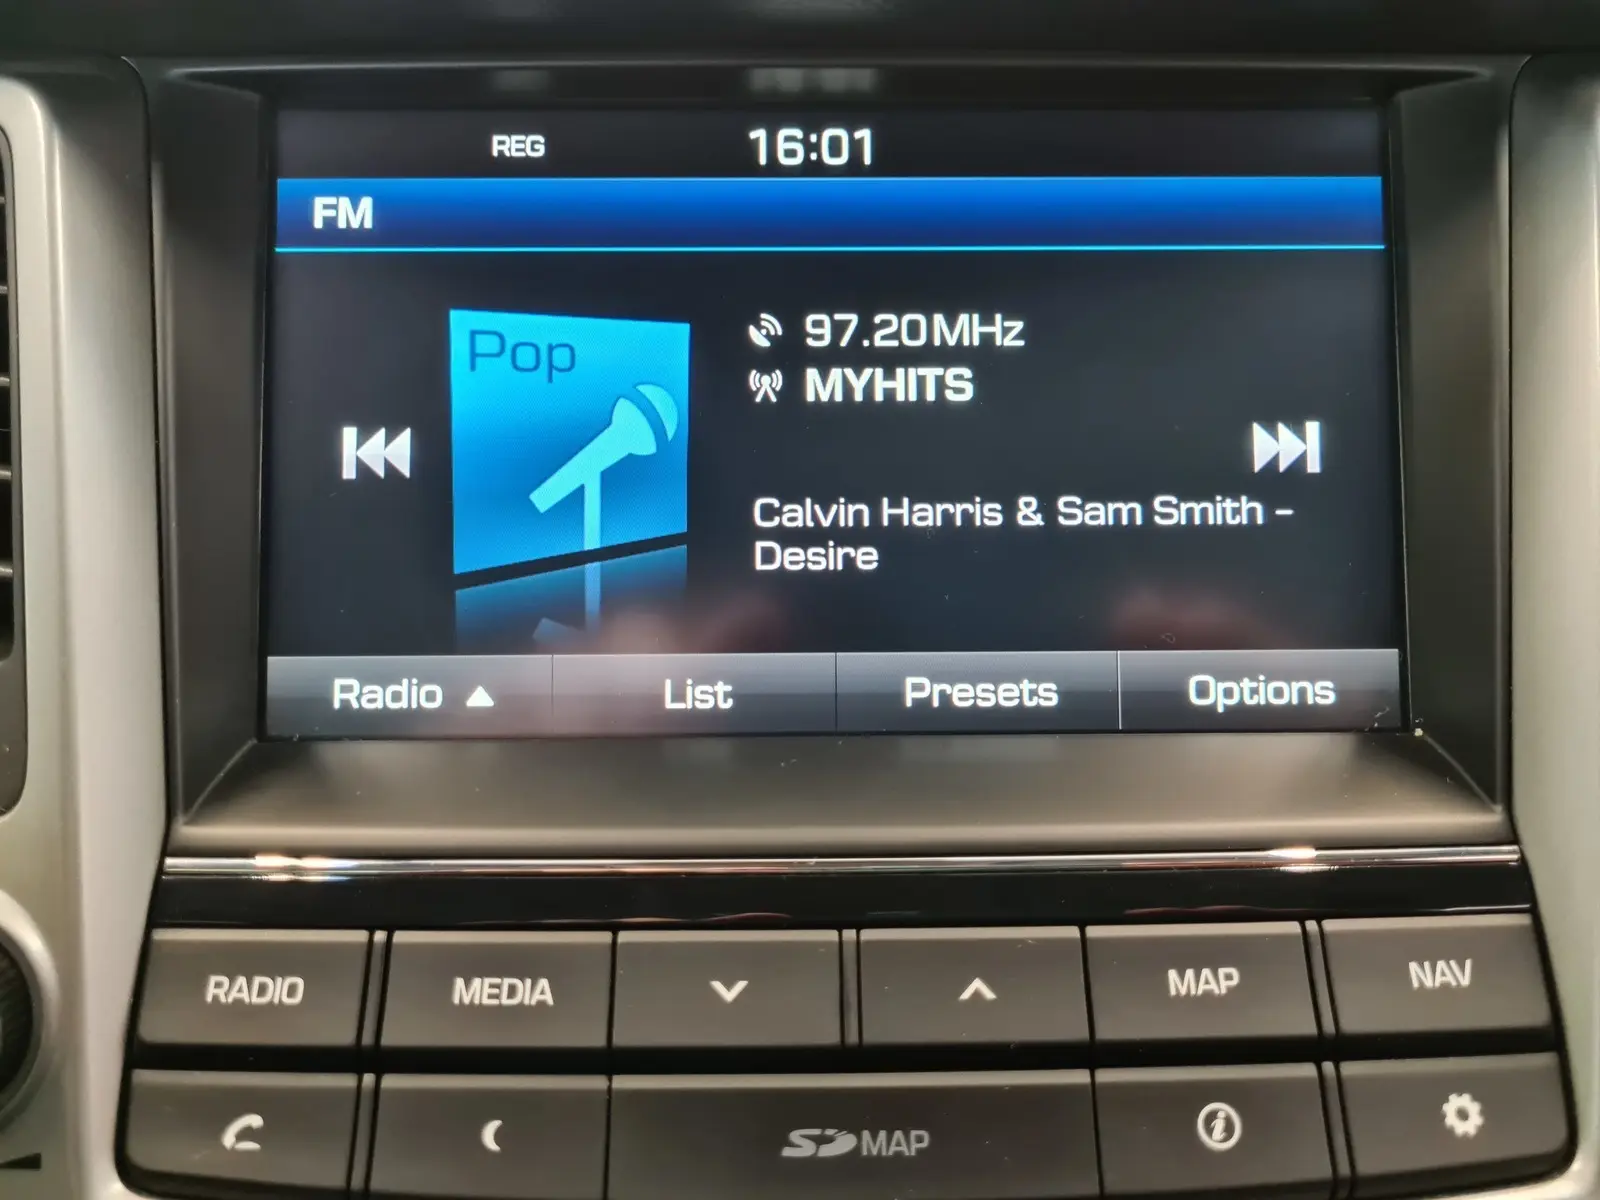 REG 16:01
FM
Pop
97.20MHz
MYHITS
Calvin Harris & Sam Smith -
Desire
Radio ▲ List Presets Options
RADIO MEDIA MAP NAV
SD MAP